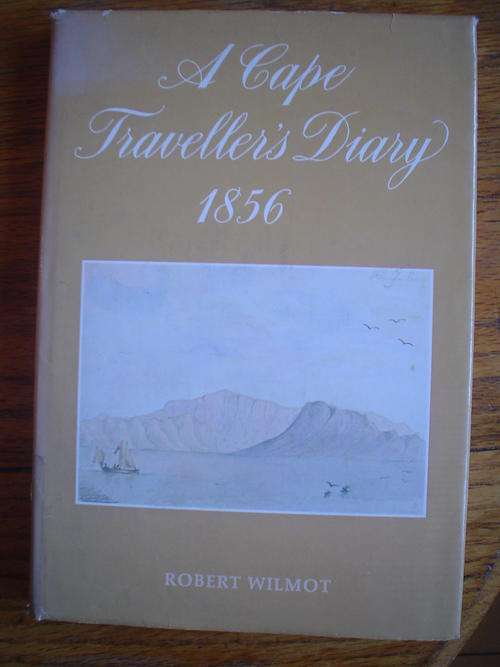 A Cape
Traveller's Diary
1856
ROBERT WILMOT